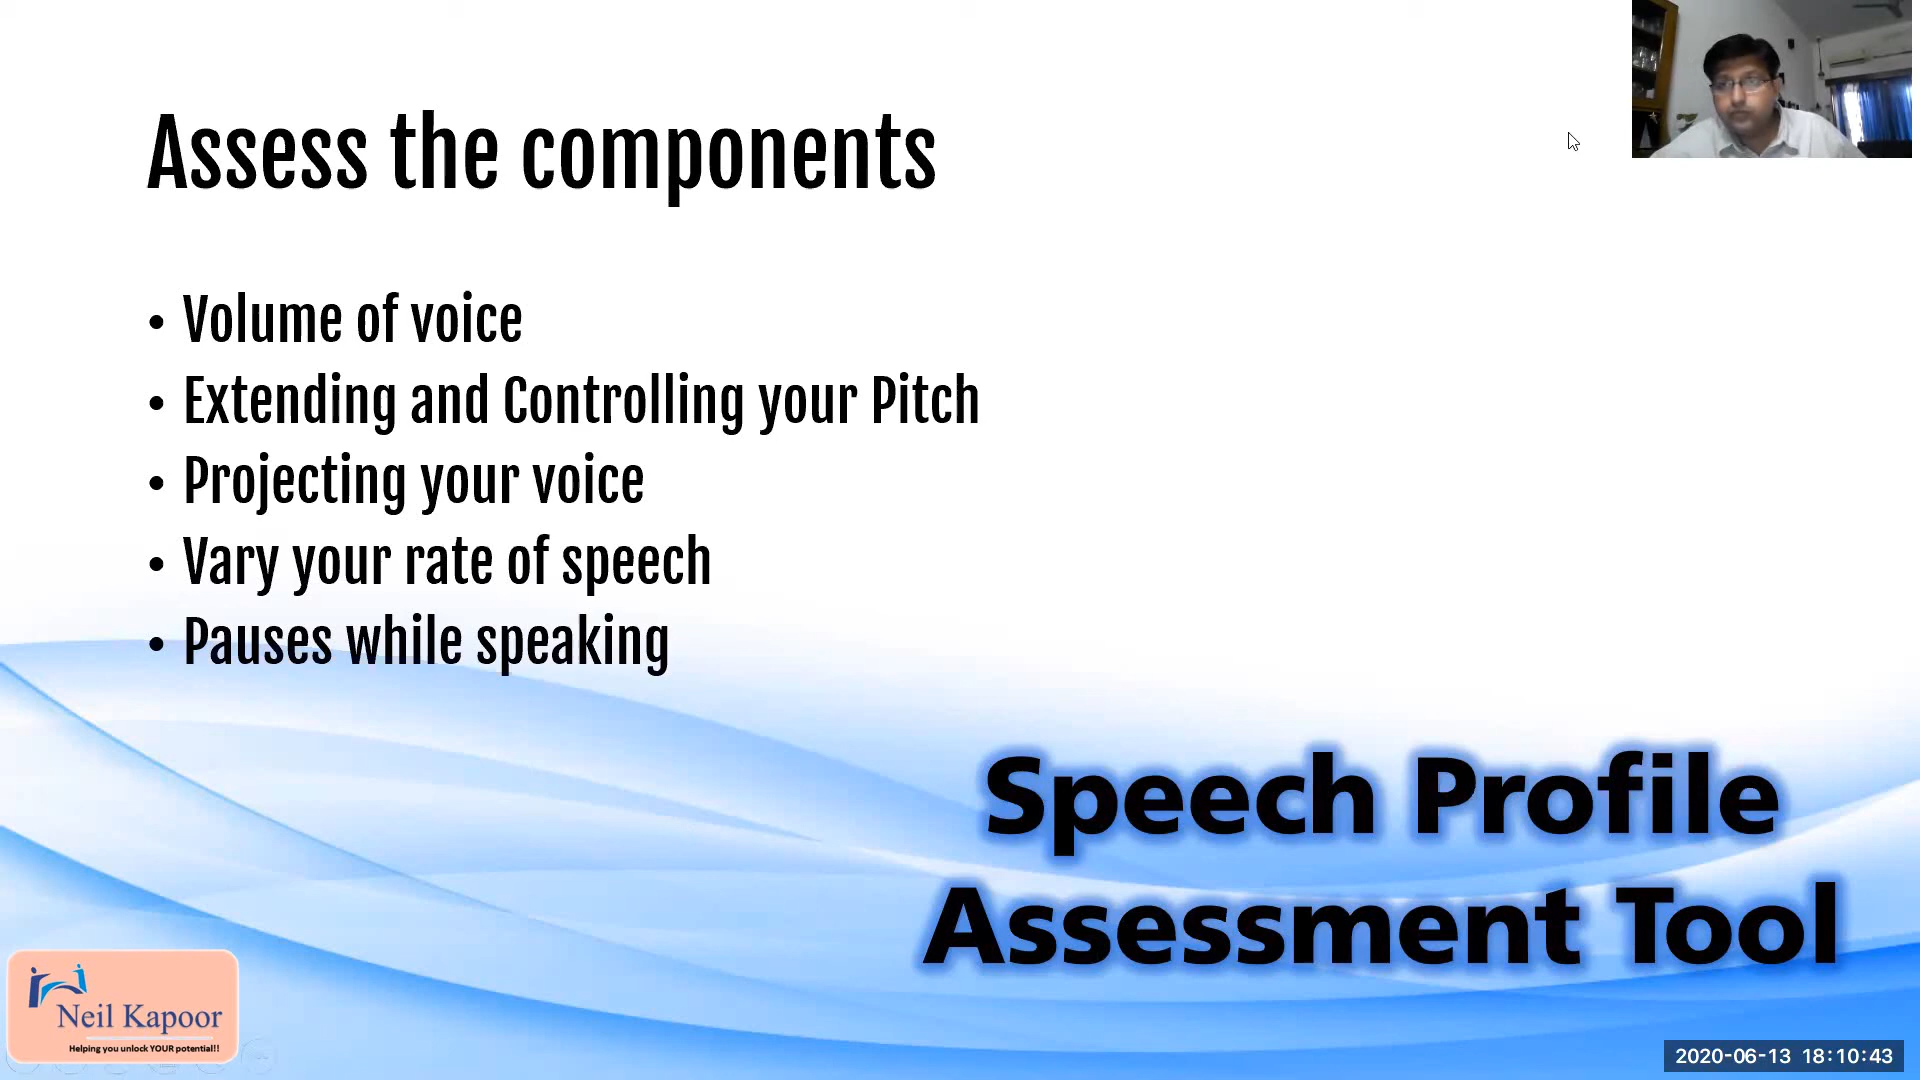 Assess the components
• Volume of voice
• Extending and Controlling your Pitch
• Projecting your voice
• Vary your rate of speech
• Pauses while speaking
Speech Profile
Assessment Tool
Neil Kapoor
Helping you unlock YOUR potential!!
2020-06-13 18:10:43